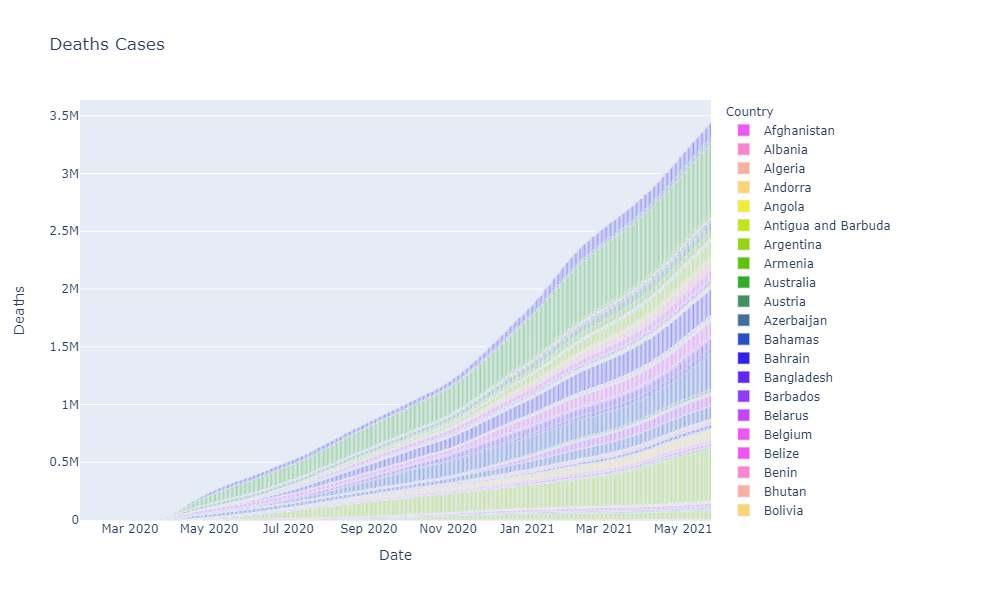 Deaths Cases
Deaths
3.5M
3M
2.5M
2M
1.5M
1M
0.5M
0
Mar 2020
May 2020
Jul 2020
Sep 2020
Nov 2020
Jan 2021
Mar 2021
May 2021
Date
Country
Afghanistan
Albania
Algeria
Andorra
Angola
Antigua and Barbuda
Argentina
Armenia
Australia
Austria
Azerbaijan
Bahamas
Bahrain
Bangladesh
Barbados
Belarus
Belgium
Belize
Benin
Bhutan
Bolivia